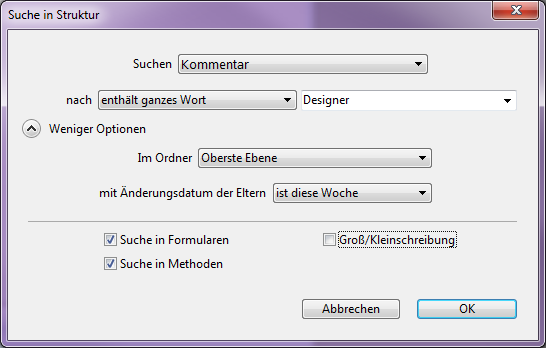 Suche in Struktur
Suchen Kommentar
nach enthält ganzes Wort Designer
Weniger Optionen
Im Ordner Oberste Ebene
mit Änderungsdatum der Eltern ist diese Woche
Suche in Formularen Groß/Kleinschreibung
Suche in Methoden
Abbrechen OK